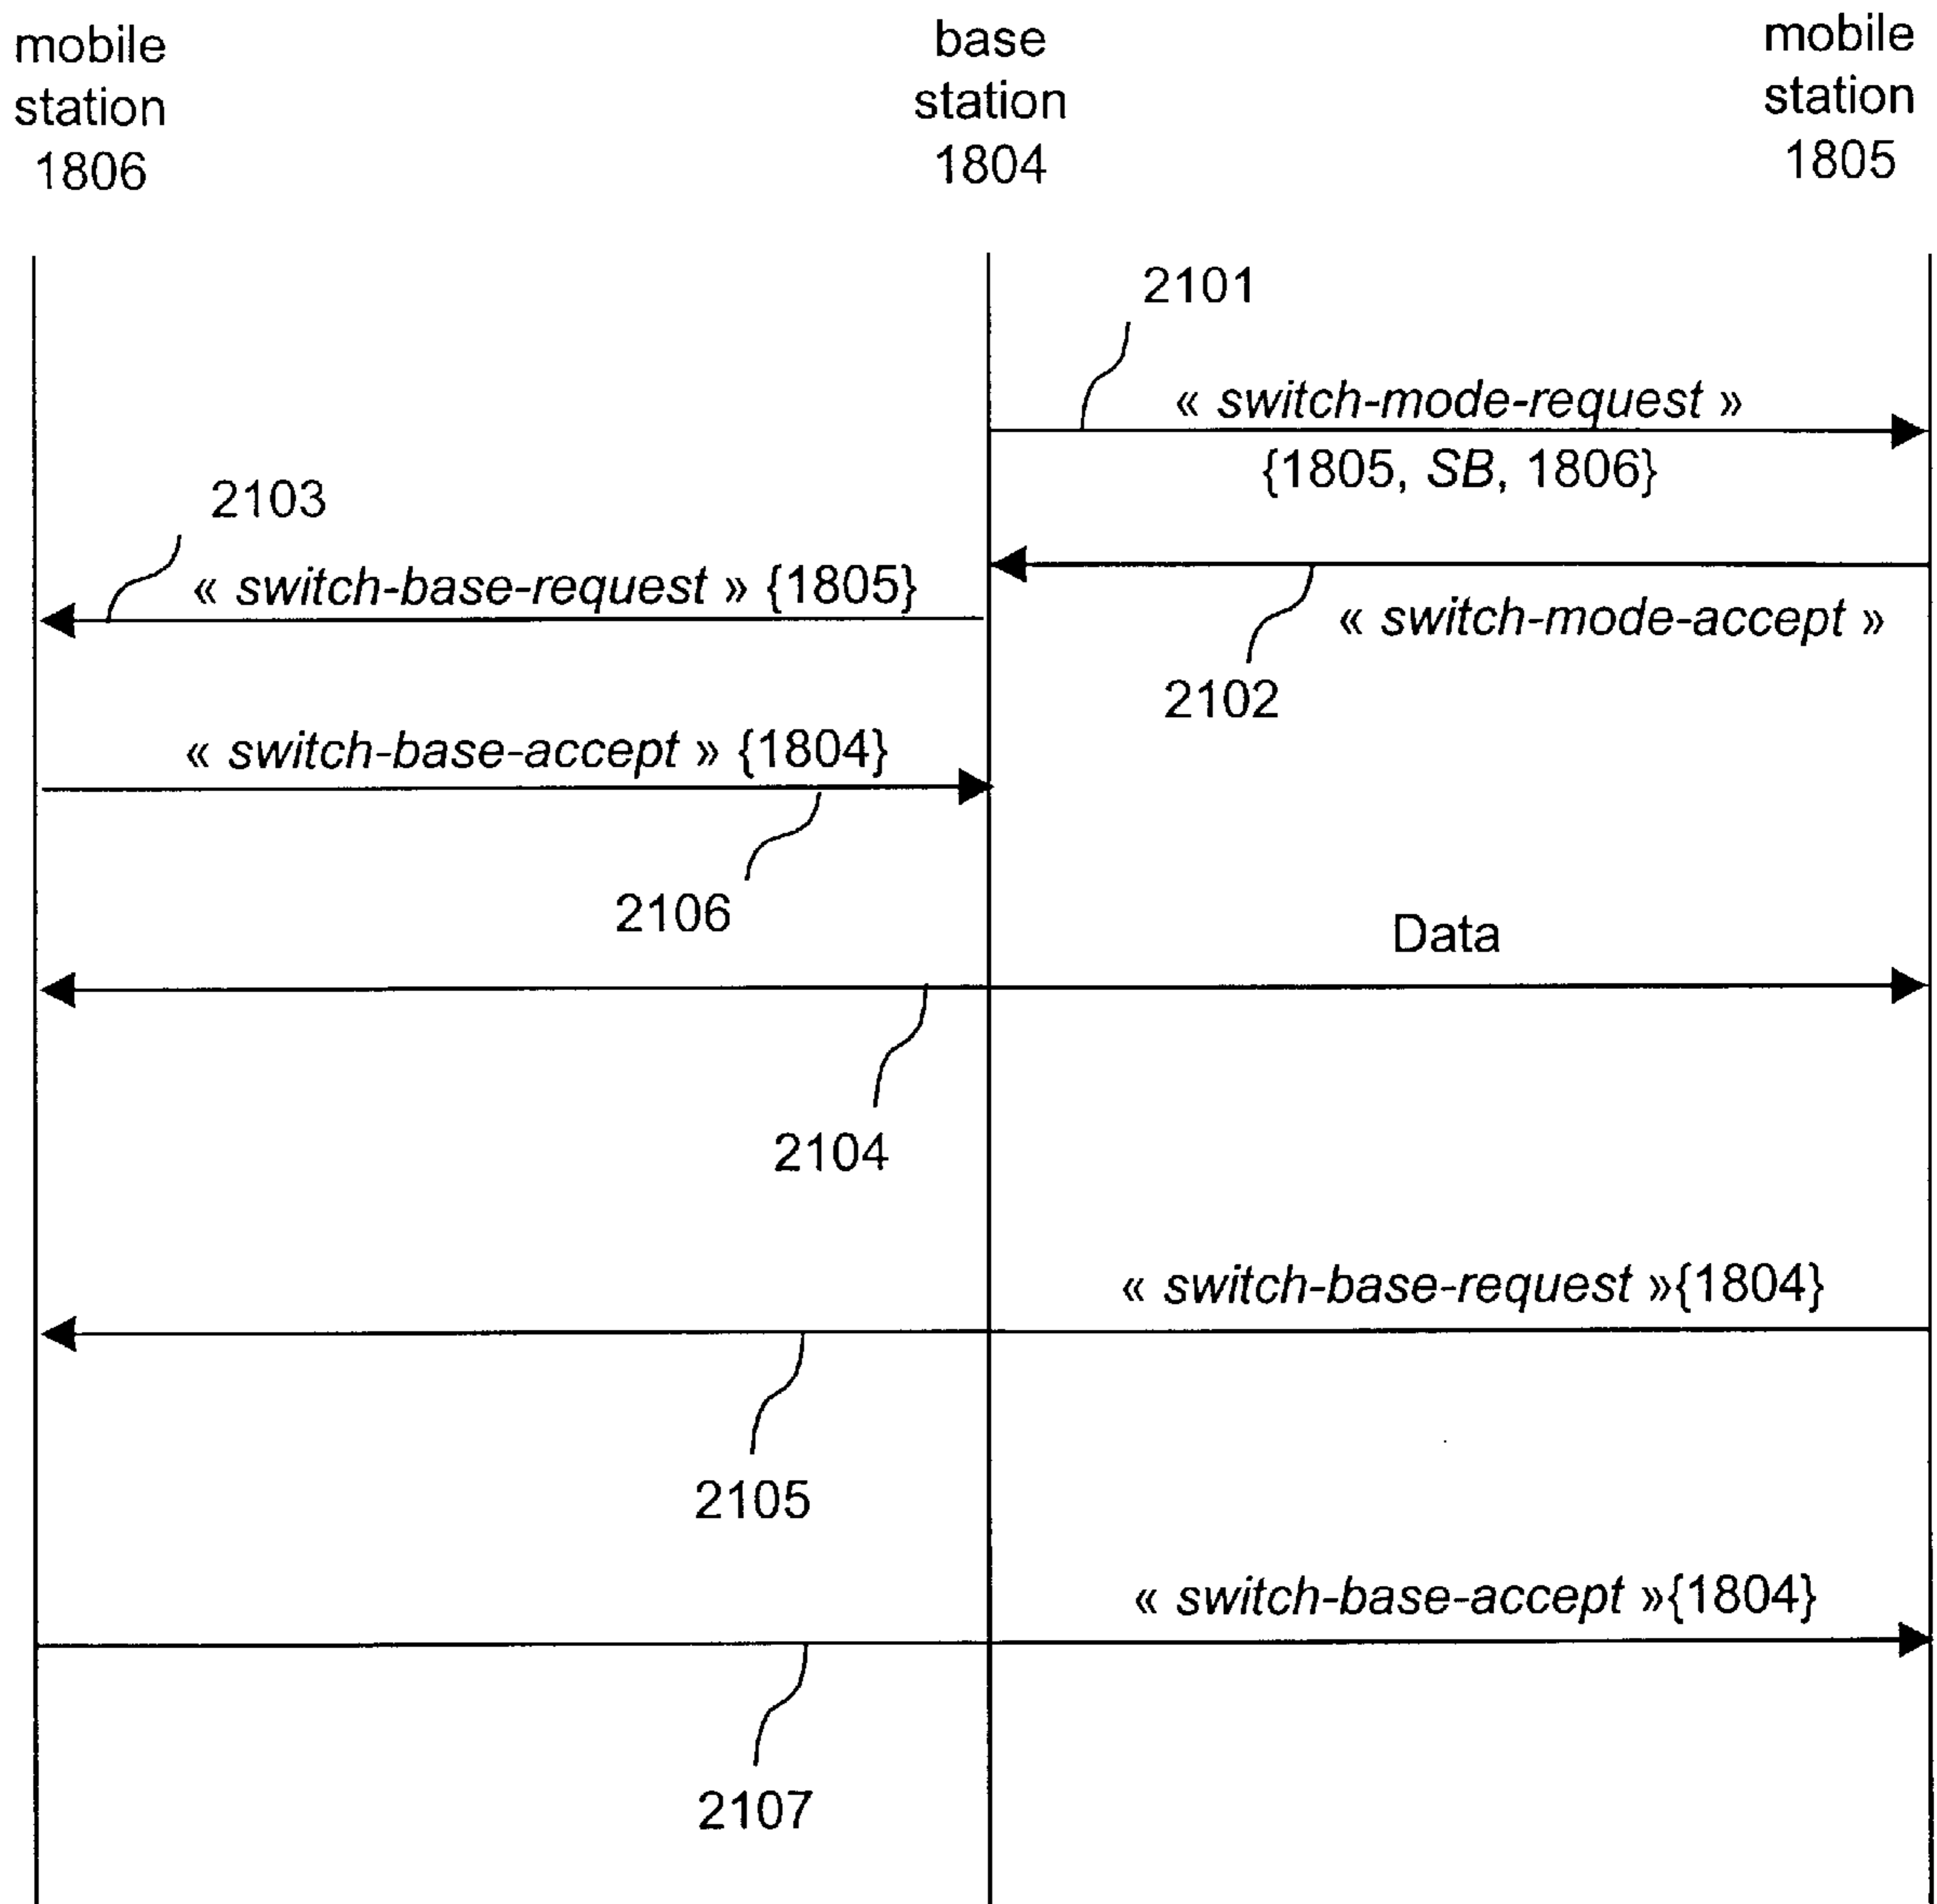 mobile
station
1806
base
station
1804
mobile
station
1805
2101
« switch-mode-request »
{1805, SB, 1806}
2103
« switch-base-request » {1805}
« switch-mode-accept »
2102
« switch-base-accept » {1804}
2106
Data
2104
« switch-base-request »{1804}
2105
« switch-base-accept »{1804}
2107